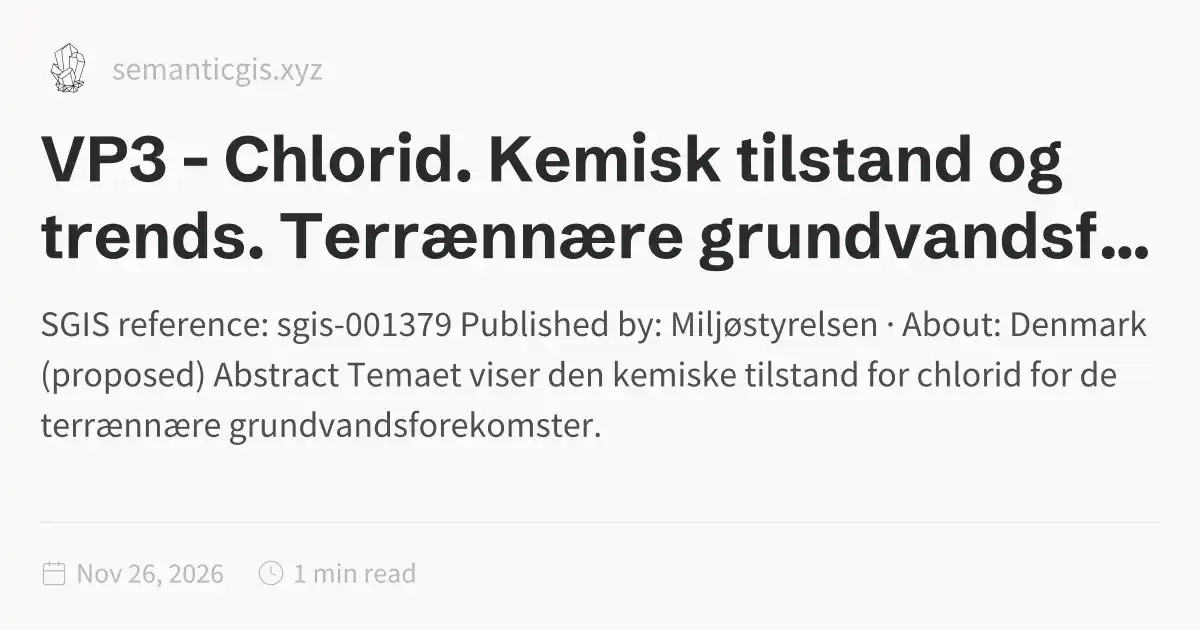 semanticgis.xyz
VP3 - Chlorid. Kemisk tilstand og
trends. Terrænnære grundvandsf...
SGIS reference: sgis-001379 Published by: Miljøstyrelsen · About: Denmark
(proposed) Abstract Temaet viser den kemiske tilstand for chlorid for de
terrænnære grundvandsforekomster.
Nov 26, 2026 1 min read